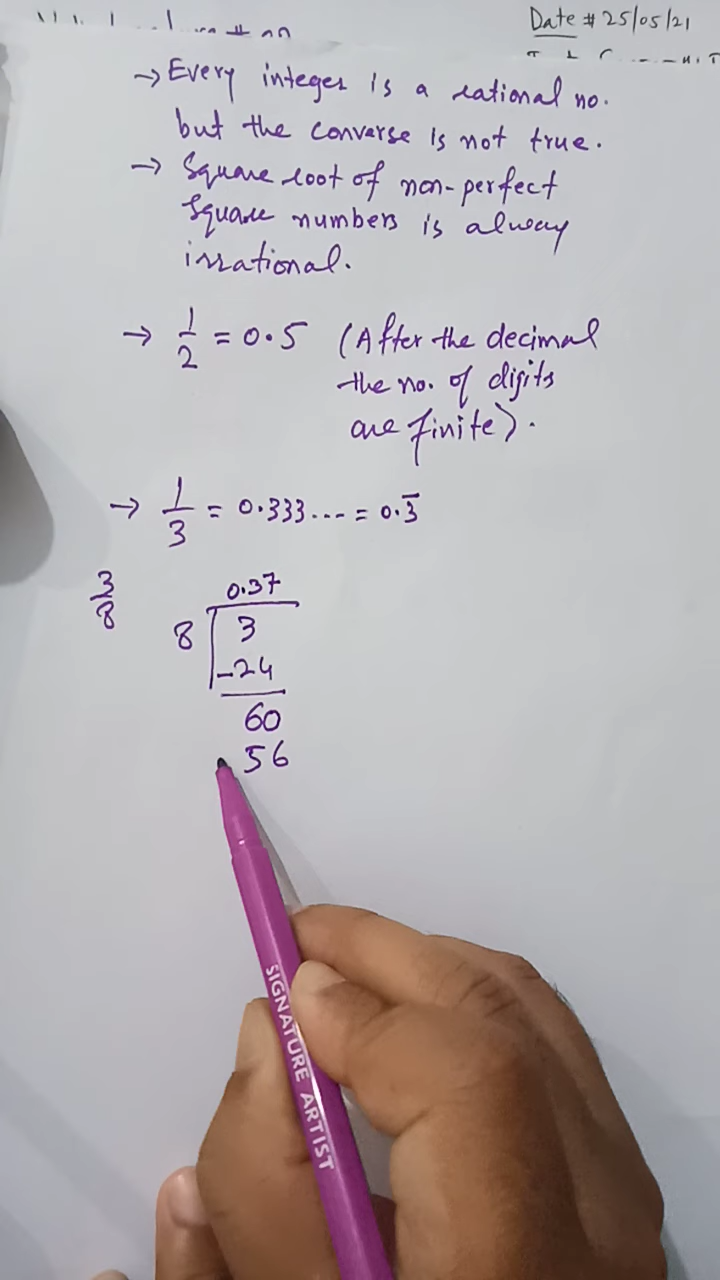 Date # 25/05/21
→ Every integer is a rational no.
but the converse is not true.
→ Square root of non-perfect
square numbers is alway
irrational.
→ 1/2 = 0.5 (After the decimal
the no. of digits
are finite).
→ 1/3 = 0.333... = 0.3̅
3/8
0.37
8 3
-24
60
56
SIGNATURE ARTIST